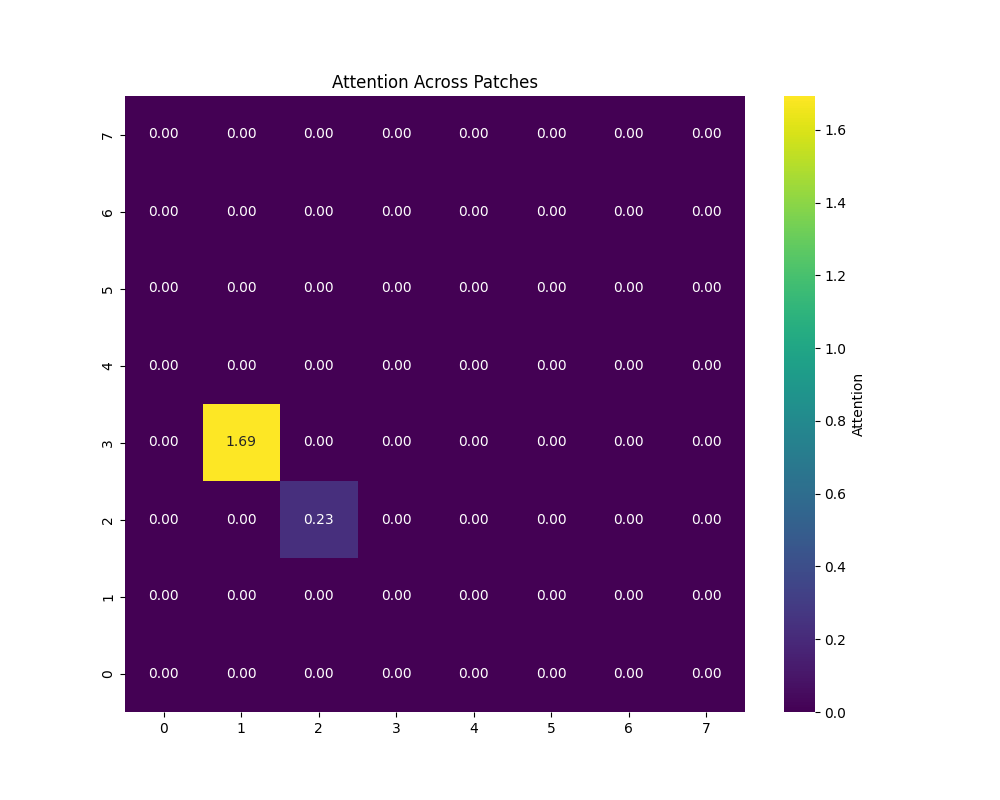 Attention Across Patches
7 0.00 0.00 0.00 0.00 0.00 0.00 0.00 0.00 1.6
6 0.00 0.00 0.00 0.00 0.00 0.00 0.00 0.00 1.4
5 0.00 0.00 0.00 0.00 0.00 0.00 0.00 0.00 1.2
4 0.00 0.00 0.00 0.00 0.00 0.00 0.00 0.00 1.0
3 0.00 1.69 0.00 0.00 0.00 0.00 0.00 0.00 0.8
Attention
2 0.00 0.00 0.23 0.00 0.00 0.00 0.00 0.00 0.6
1 0.00 0.00 0.00 0.00 0.00 0.00 0.00 0.00 0.4
0 0.00 0.00 0.00 0.00 0.00 0.00 0.00 0.00 0.2
0.0
0 1 2 3 4 5 6 7